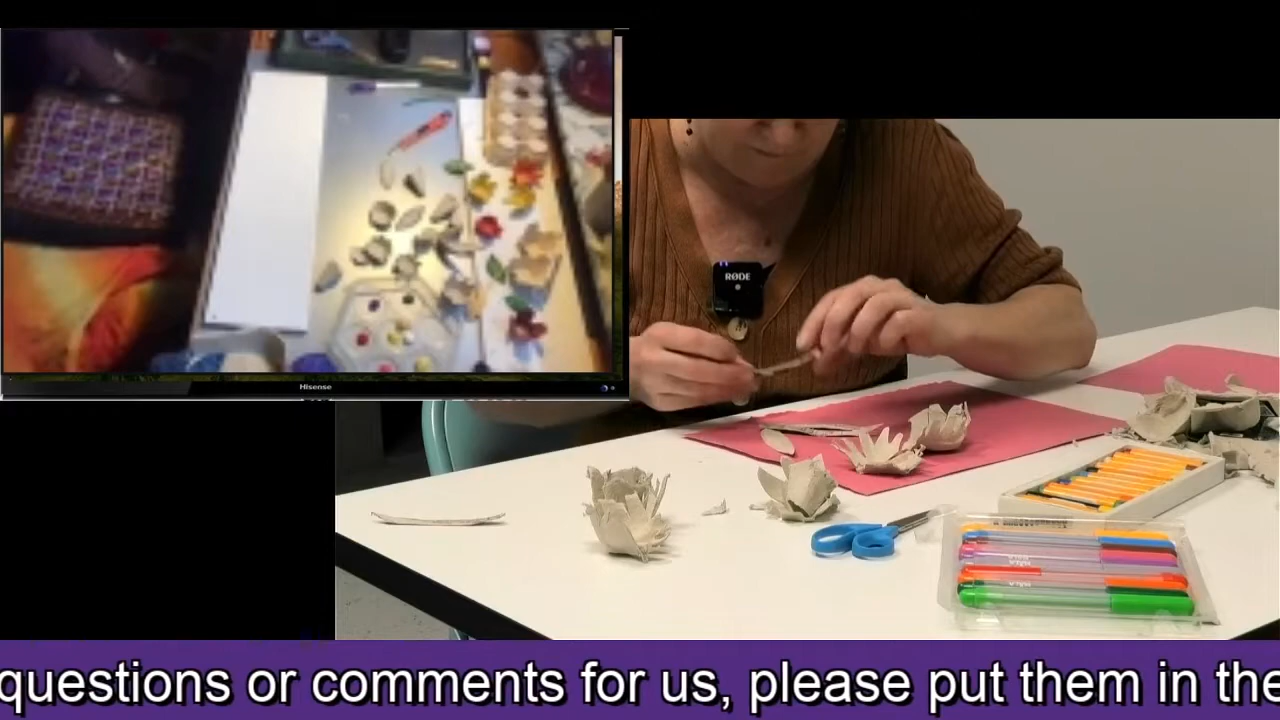 Hisense
RØDE
questions or comments for us, please put them in the